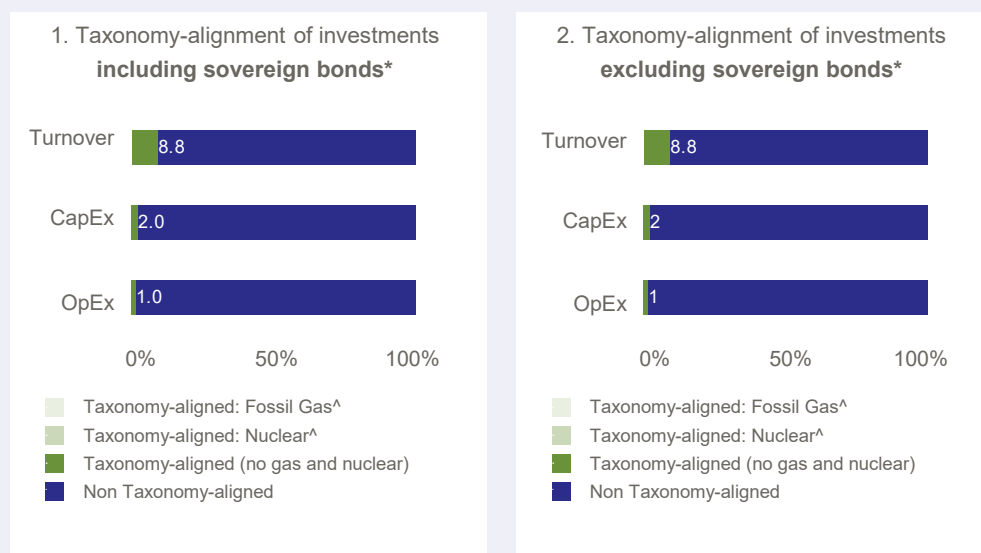 1. Taxonomy-alignment of investments
including sovereign bonds*
Turnover
8.8
CapEx
2.0
OpEx
1.0
0% 50% 100%
Taxonomy-aligned: Fossil Gas^
Taxonomy-aligned: Nuclear^
Taxonomy-aligned (no gas and nuclear)
Non Taxonomy-aligned
2. Taxonomy-alignment of investments
excluding sovereign bonds*
Turnover
8.8
CapEx
2
OpEx
1
0% 50% 100%
Taxonomy-aligned: Fossil Gas^
Taxonomy-aligned: Nuclear^
Taxonomy-aligned (no gas and nuclear)
Non Taxonomy-aligned